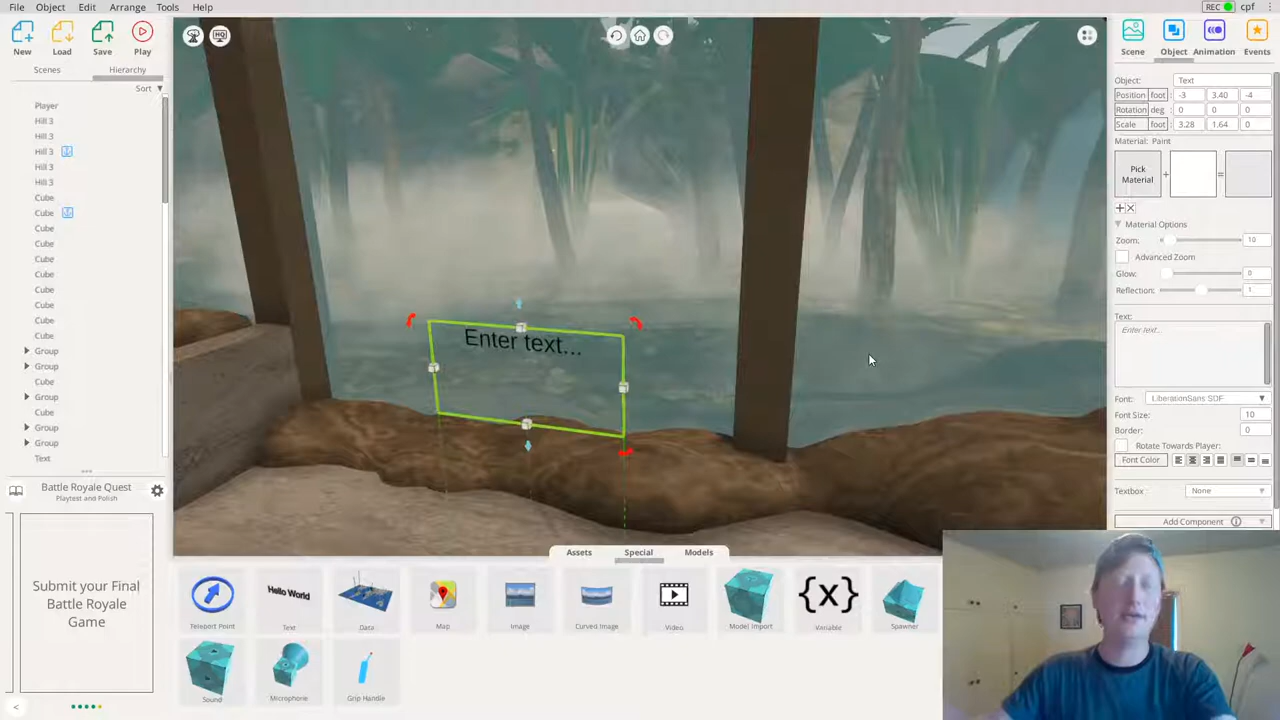 File Object Edit Arrange Tools Help
REC cpf
New Load Save Play
HQ
Scene Object Animation Events
Scenes Hierarchy
Sort
Player
Hill 3
Hill 3
Hill 3
Hill 3
Hill 3
Cube
Cube
Cube
Cube
Cube
Cube
Cube
Cube
Cube
Cube
Group
Group
Cube
Group
Cube
Group
Group
Text
Battle Royale Quest
Playtest and Polish
Submit your Final
Battle Royale
Game
Enter text...
Object: Text
Position foot -3 3.40 -4
Rotation deg 0 0 0
Scale foot 3.28 1.64 0
Material: Paint
Pick
Material
+ =
Material Options
Zoom: 10
Advanced Zoom
Glow: 0
Reflection: 1
Text:
Enter text..
Font: LiberationSans SDF
Font Size: 10
Border: 0
Rotate Towards Player:
Font Color
Textbox: None
Add Component
Assets Special Models
Teleport Point
Hello World
Text
Data
Map
Image
Curved Image
Video
Model Import
{x}
Variable
Spawner
Sound
Microphone
Grip Handle